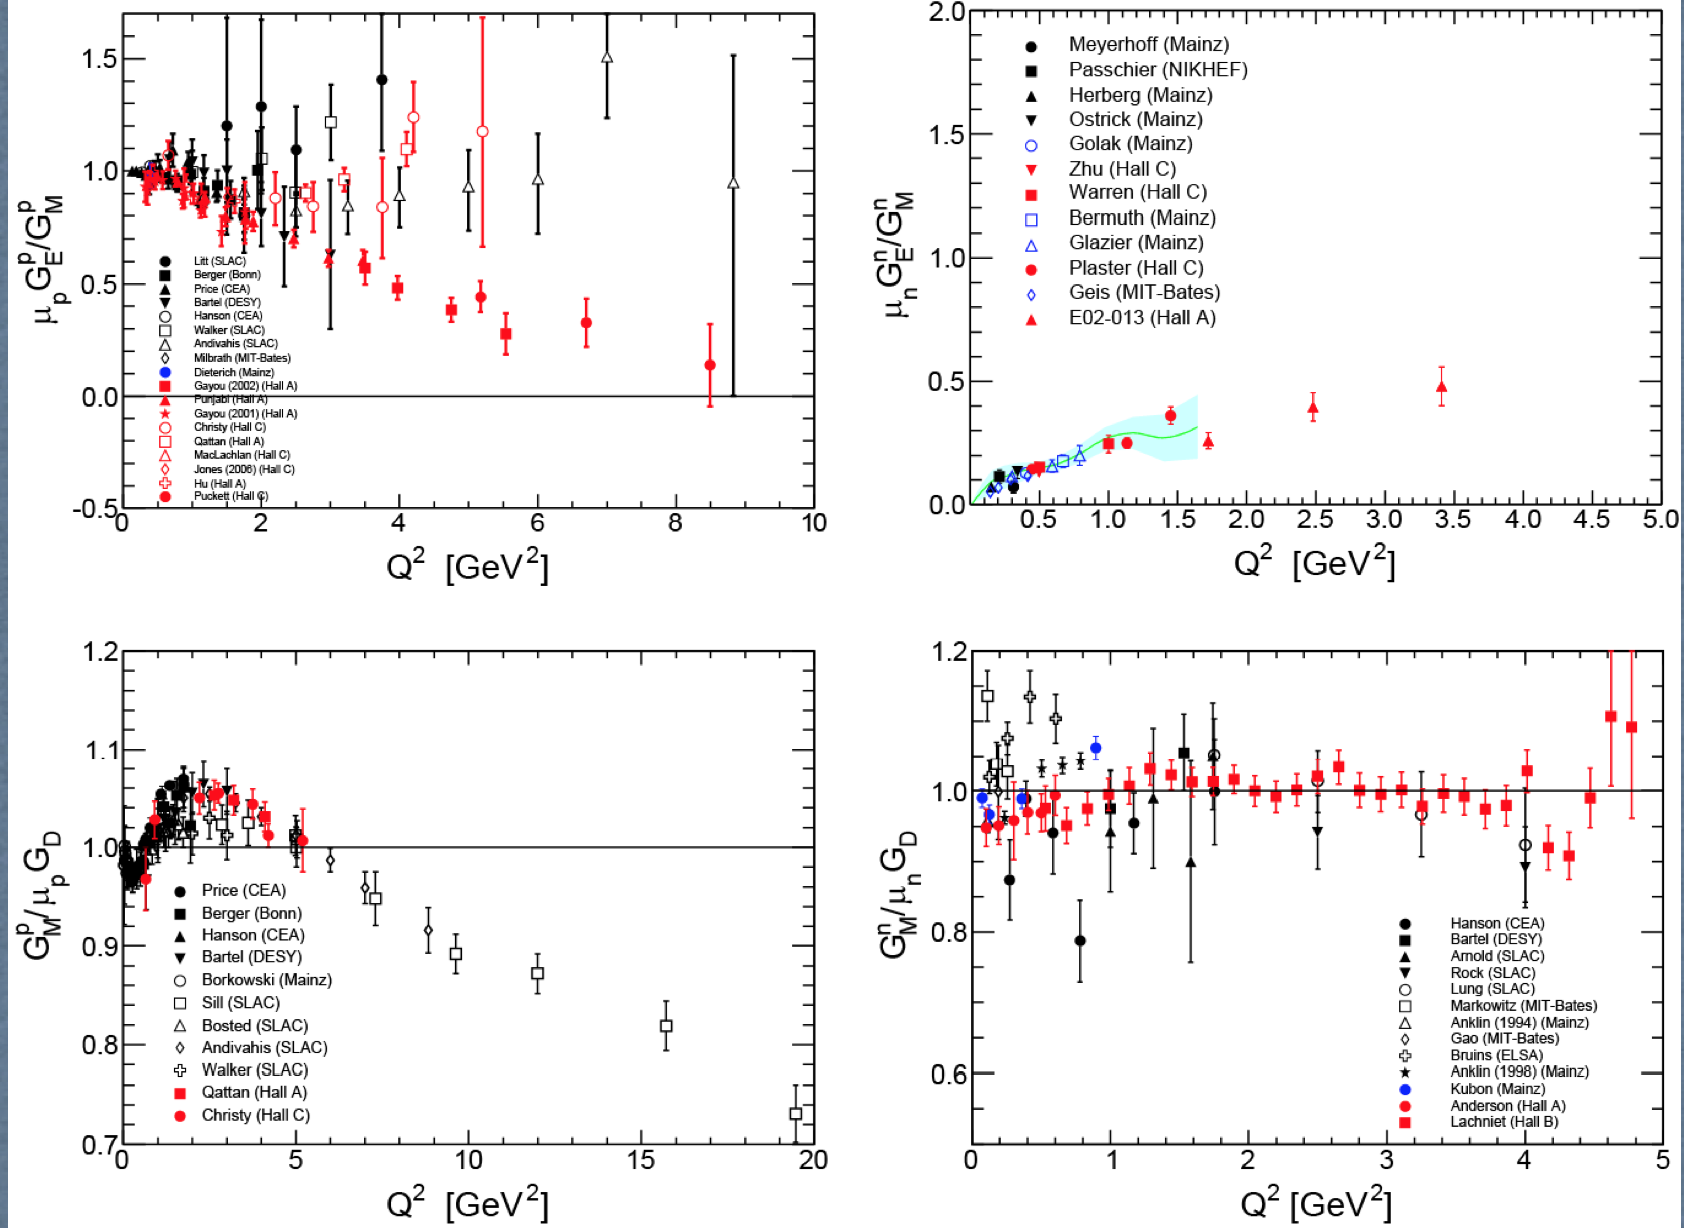 1.5
1.0
0.5
0.0
-0.5
μpG_E^p/G_M^p
Litt (SLAC)
Berger (Bonn)
Price (CEA)
Bartel (DESY)
Hanson (CEA)
Walker (SLAC)
Andivahis (SLAC)
Milbrath (MIT-Bates)
Dieterich (Mainz)
Gayou (2002) (Hall A)
Punjabi (Hall A)
Gayou (2001) (Hall A)
Christy (Hall C)
Qattan (Hall A)
MacLachlan (Hall C)
Jones (2006) (Hall C)
Hu (Hall A)
Puckett (Hall C)
0 2 4 6 8 10
Q² [GeV²]
2.0
1.5
1.0
0.5
0.0
μnG_E^n/G_M^n
Meyerhoff (Mainz)
Passchier (NIKHEF)
Herberg (Mainz)
Ostrick (Mainz)
Golak (Mainz)
Zhu (Hall C)
Warren (Hall C)
Bermuth (Mainz)
Glazier (Mainz)
Plaster (Hall C)
Geis (MIT-Bates)
E02-013 (Hall A)
0.5 1.0 1.5 2.0 2.5 3.0 3.5 4.0 4.5 5.0
Q² [GeV²]
1.2
1.1
1.0
0.9
0.8
0.7
G_M^p/μpG_D
Price (CEA)
Berger (Bonn)
Hanson (CEA)
Bartel (DESY)
Borkowski (Mainz)
Sill (SLAC)
Bosted (SLAC)
Andivahis (SLAC)
Walker (SLAC)
Qattan (Hall A)
Christy (Hall C)
0 5 10 15 20
Q² [GeV²]
1.2
1.0
0.8
0.6
G_M^n/μnG_D
Hanson (CEA)
Bartel (DESY)
Arnold (SLAC)
Rock (SLAC)
Lung (SLAC)
Markowitz (MIT-Bates)
Anklin (1994) (Mainz)
Gao (MIT-Bates)
Bruins (ELSA)
Anklin (1998) (Mainz)
Kubon (Mainz)
Anderson (Hall A)
Lachniet (Hall B)
0 1 2 3 4 5
Q² [GeV²]